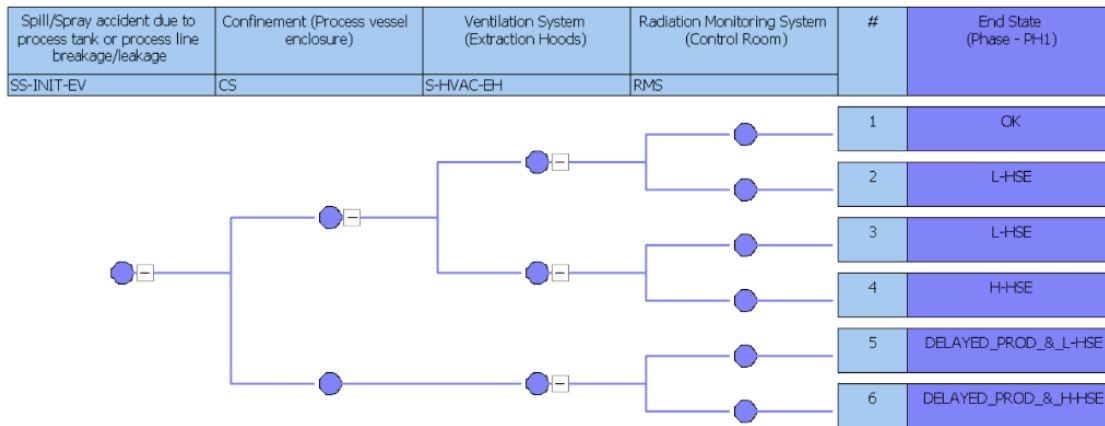 Spill/Spray accident due to
process tank or process line
breakage/leakage
Confinement (Process vessel
enclosure)
Ventilation System
(Extraction Hoods)
Radiation Monitoring System
(Control Room)
#
End State
(Phase - PH1)
SS-INIT-EV
CS
S-HVAC-EH
RMS
1
OK
2
L-HSE
3
L-HSE
4
H-HSE
5
DELAYED_PROD_&_L-HSE
6
DELAYED_PROD_&_H-HSE